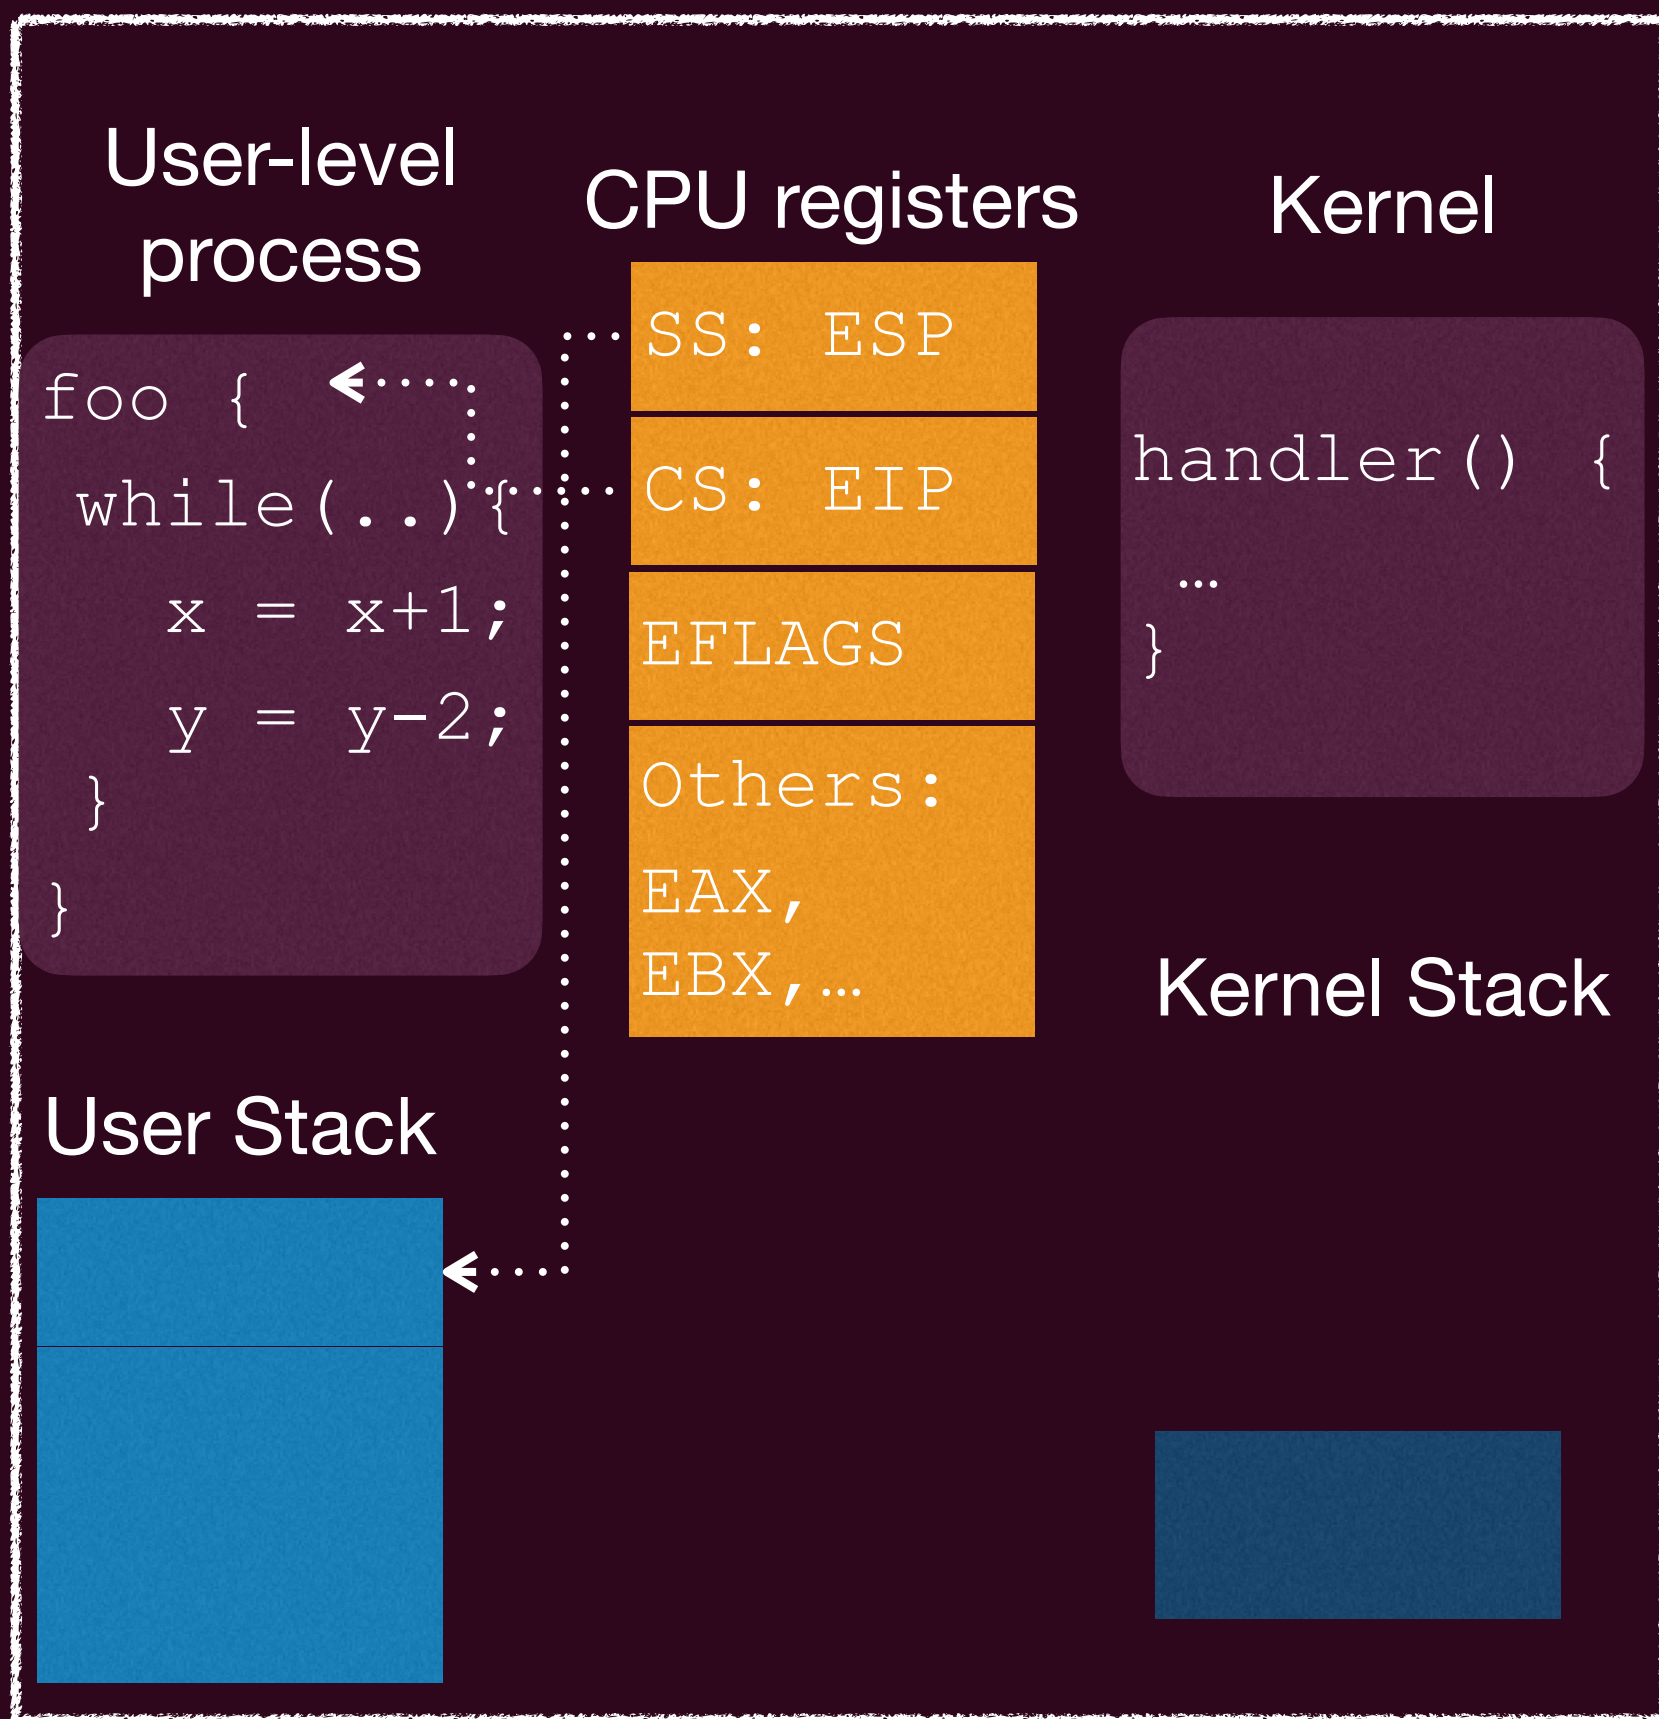 User-level
process
foo {
while(..){
x = x+1;
y = y-2;
}
}
User Stack
CPU registers
SS: ESP
CS: EIP
EFLAGS
Others:
EAX,
EBX,…
Kernel
handler() {
…
}
Kernel Stack